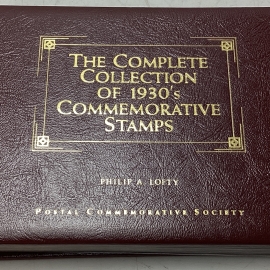 THE COMPLETE
COLLECTION
OF 1930's
COMMEMORATIVE
STAMPS
PHILIP A. LOFTY
POSTAL COMMEMORATIVE SOCIETY